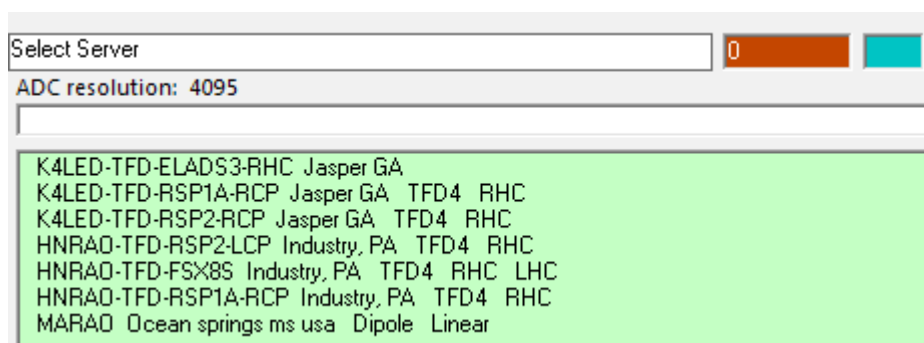 Select Server
0
ADC resolution: 4095
K4LED-TFD-ELADS3-RHC Jasper GA
K4LED-TFD-RSP1A-RCP Jasper GA TFD4 RHC
K4LED-TFD-RSP2-RCP Jasper GA TFD4 RHC
HNRAO-TFD-RSP2-LCP Industry, PA TFD4 RHC
HNRAO-TFD-FSX8S Industry, PA TFD4 RHC LHC
HNRAO-TFD-RSP1A-RCP Industry, PA TFD4 RHC
MARAO Ocean springs ms usa Dipole Linear